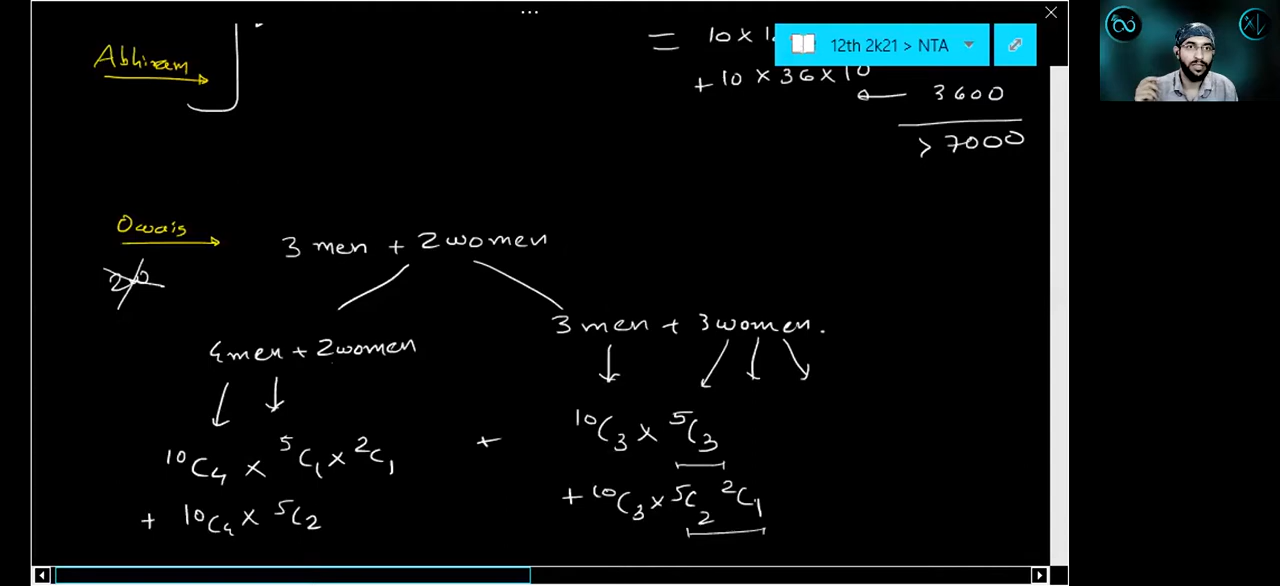 ...
12th 2k21 > NTA
Abhiram
= 10 x 1
+ 10 x 36 x 10
3600
> 7000
Owais
3 men + 2 women
4 men + 2 women
3 men + 3 women.
¹⁰C₄ x ⁵C₁ x ²C₁
+ ¹⁰C₄ x ⁵C₂
+
¹⁰C₃ x ⁵C₃
+ ¹⁰C₃ x ⁵C₂ ²C₁